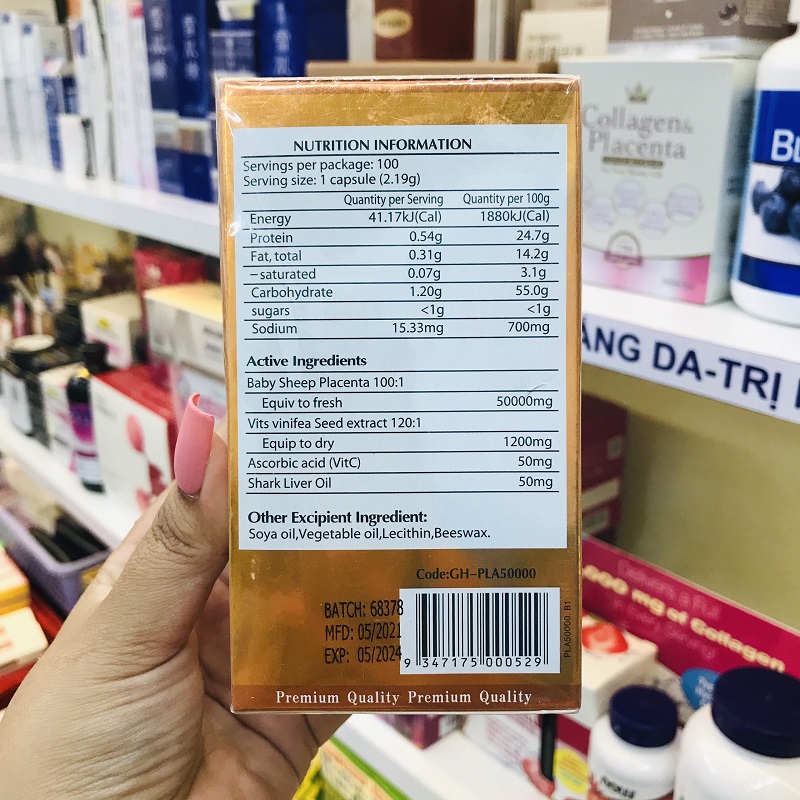 NUTRITION INFORMATION
Servings per package: 100
Serving size: 1 capsule (2.19g)
Quantity per Serving Quantity per 100g
Energy 41.17kJ(Cal) 1880kJ(Cal)
Protein 0.54g 24.7g
Fat, total 0.31g 14.2g
–saturated 0.07g 3.1g
Carbohydrate 1.20g 55.0g
sugars <1g <1g
Sodium 15.33mg 700mg
Active Ingredients
Baby Sheep Placenta 100:1
Equiv to fresh 50000mg
Vits vinifea Seed extract 120:1
Equip to dry 1200mg
Ascorbic acid (VitC) 50mg
Shark Liver Oil 50mg
Other Excipient Ingredient:
Soya oil,Vegetable oil,Lecithin,Beeswax.
Code:GH–PLA50000
BATCH: 68378
MFD: 05/2021
EXP: 05/2024
9 347175 000529
PLA50000 B1
Premium Quality Premium Quality
Collagen&
Placenta
DA-TRỊ
mg of Collagen